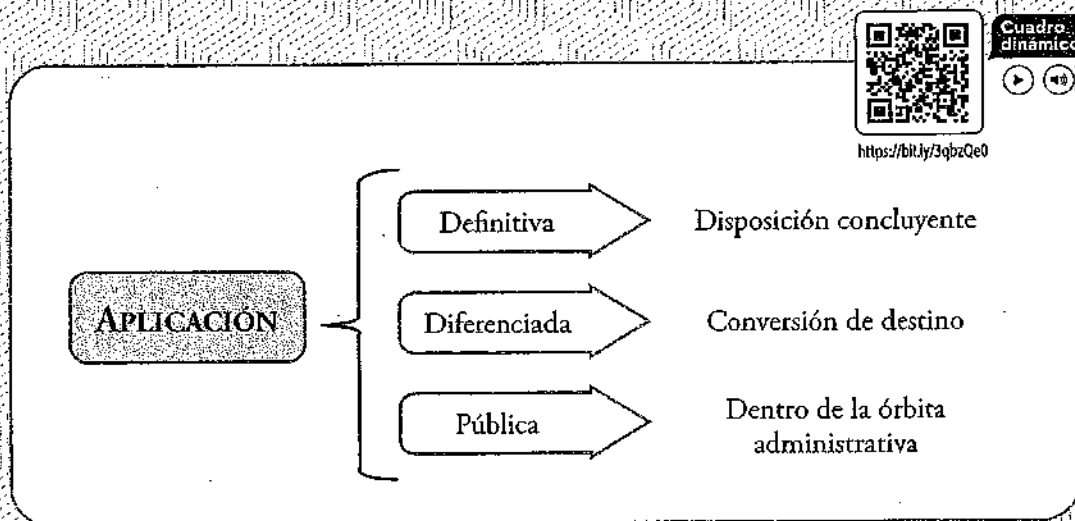 Cuadro
dinámico
https://bit.ly/3qbzQe0
APLICACIÓN
Definitiva
Disposición concluyente
Diferenciada
Conversión de destino
Pública
Dentro de la órbita
administrativa